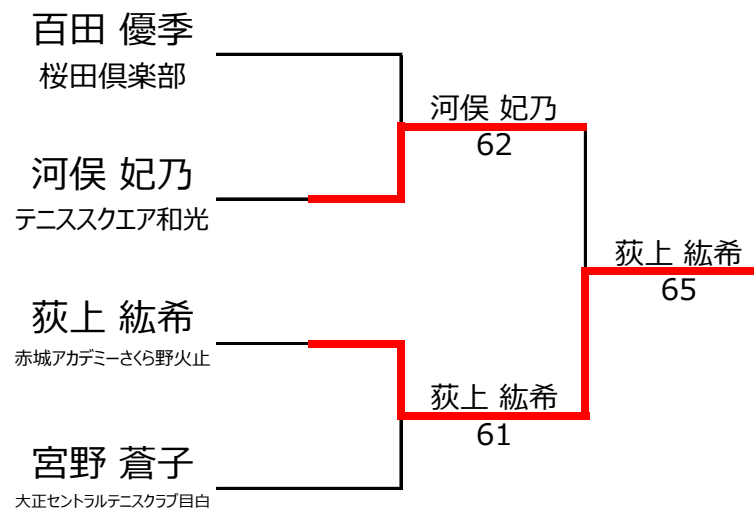 百田 優季
桜田倶楽部
河俣 妃乃
62
河俣 妃乃
テニススクエア和光
荻上 紘希
65
荻上 紘希
赤城アカデミーさくら野火止
荻上 紘希
61
宮野 蒼子
大正セントラルテニスクラブ目白